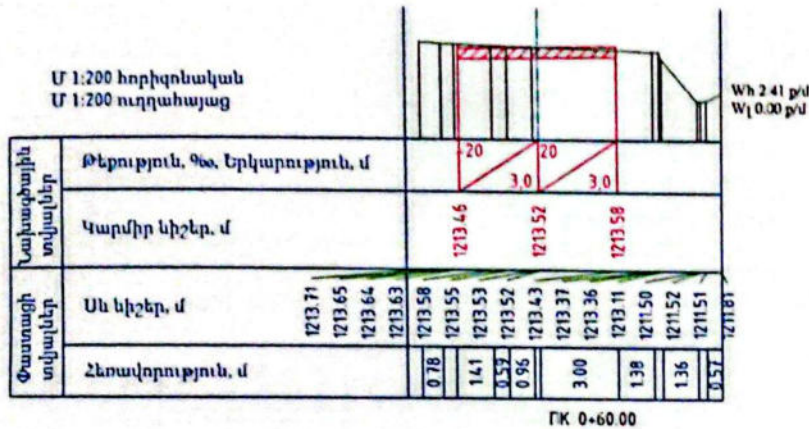 Մ 1:200 հորիզոնական
Մ 1:200 ուղղահայաց
Wh 2.41 р/վ
Wլ 0.00 р/վ
Նախագծային տվյալներ
Թեքություն, ‰, Երկարություն, մ
20 3,0 20 3,0
Կարմիր նիշեր, մ
1213.46 1213.52 1213.58
Փաստացի տվյալներ
Սև նիշեր, մ
1213.71 1213.65 1213.64 1213.63 1213.58 1213.55 1213.53 1213.52 1213.43 1213.37 1213.36 1213.11 1211.50 1211.52 1211.51 1211.81
Հեռավորություն, մ
0.78 1.41 0.59 0.96 3.00 1.38 1.36 0.57
ПК 0+60.00